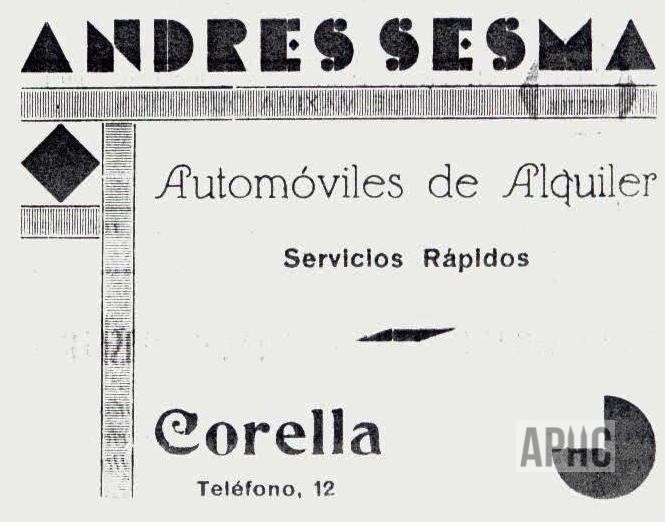 ANDRES SESMA
Automóviles de Alquiler
Servicios Rápidos
Corella
Teléfono, 12
APHC